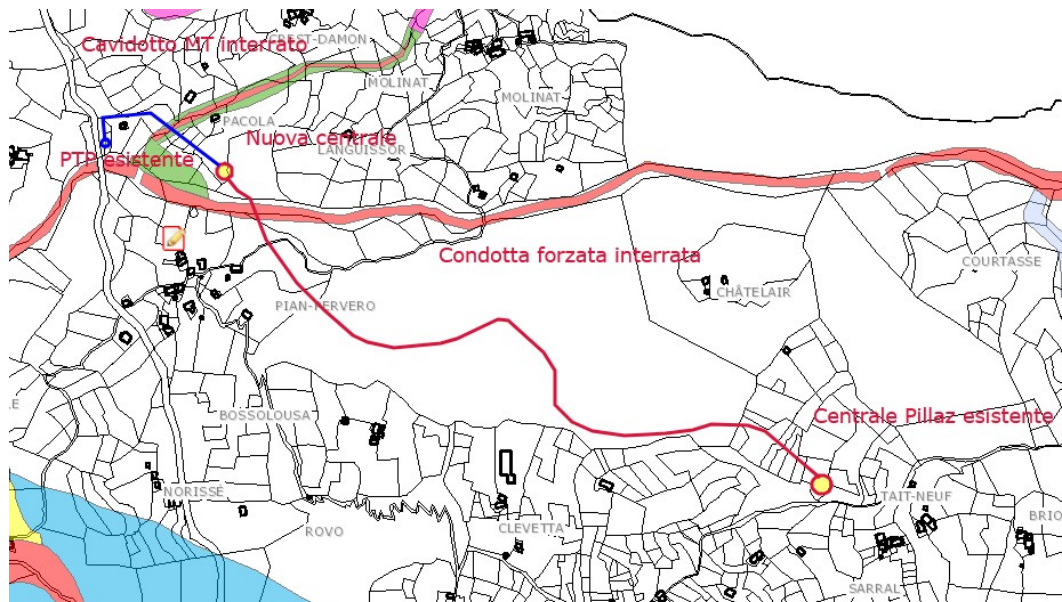 CREST-DAMON
Cavidotto MT interrato
MOLINAT
MOLINAT
PACOLA
Nuova centrale
LANGUISSOR
PTP esistente
Condotta forzata interrata
COURTASSE
CHÂTELAIR
PIAN-FERVERO
BOSSOLOUSA
Centrale Pillaz esistente
NORISSE
TAIT-NEUF
ROVO
CLEVETTA
SARRAL